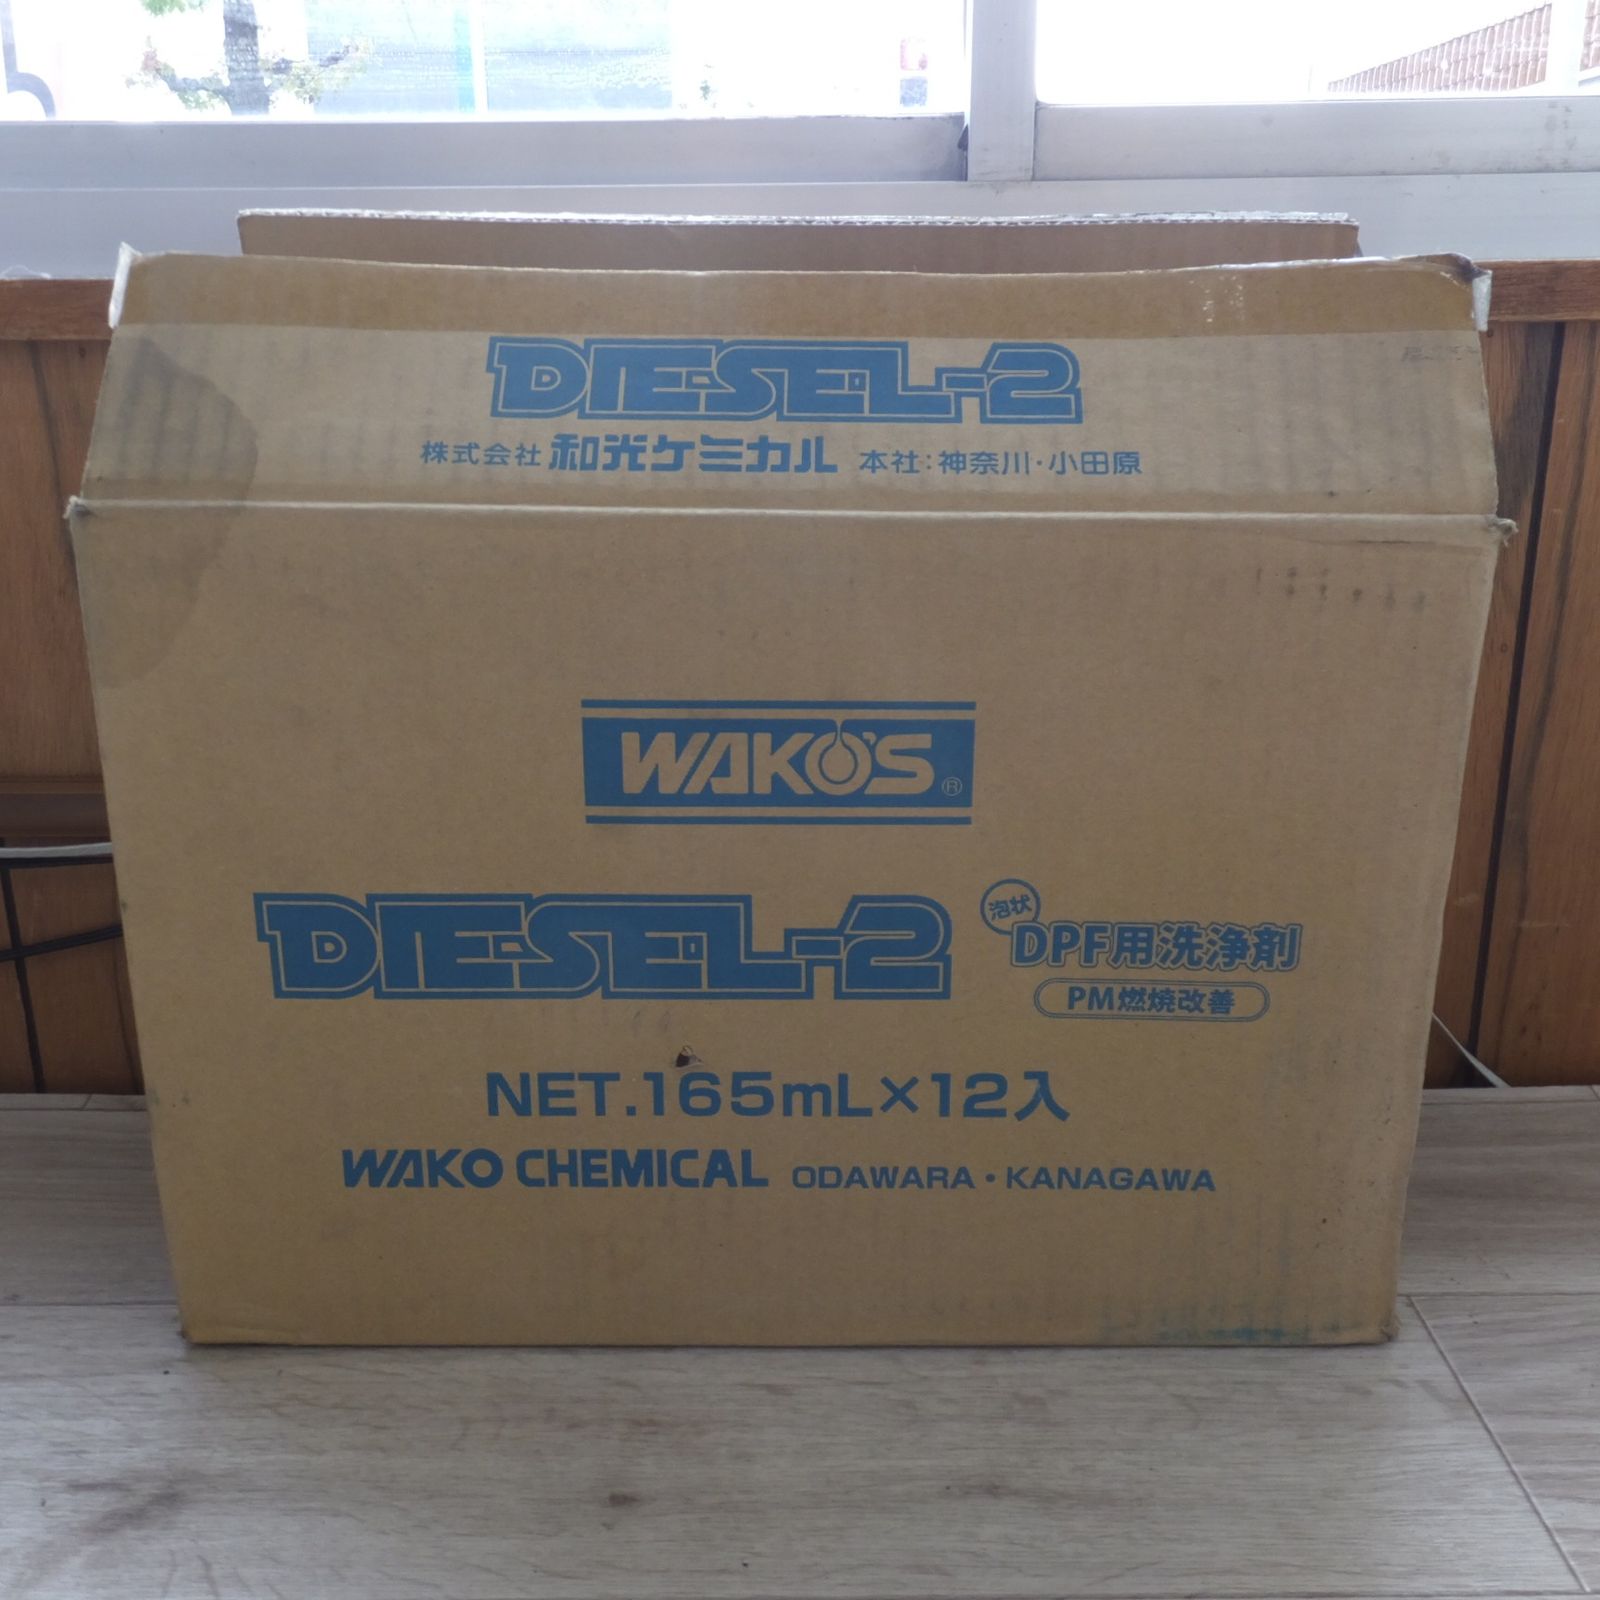 DIESEL-2
株式会社 和光ケミカル 本社:神奈川・小田原
WAKO'S ®
DIESEL-2 泡状 DPF用洗浄剤
PM燃焼改善
NET.165mL×12入
WAKO CHEMICAL ODAWARA・KANAGAWA